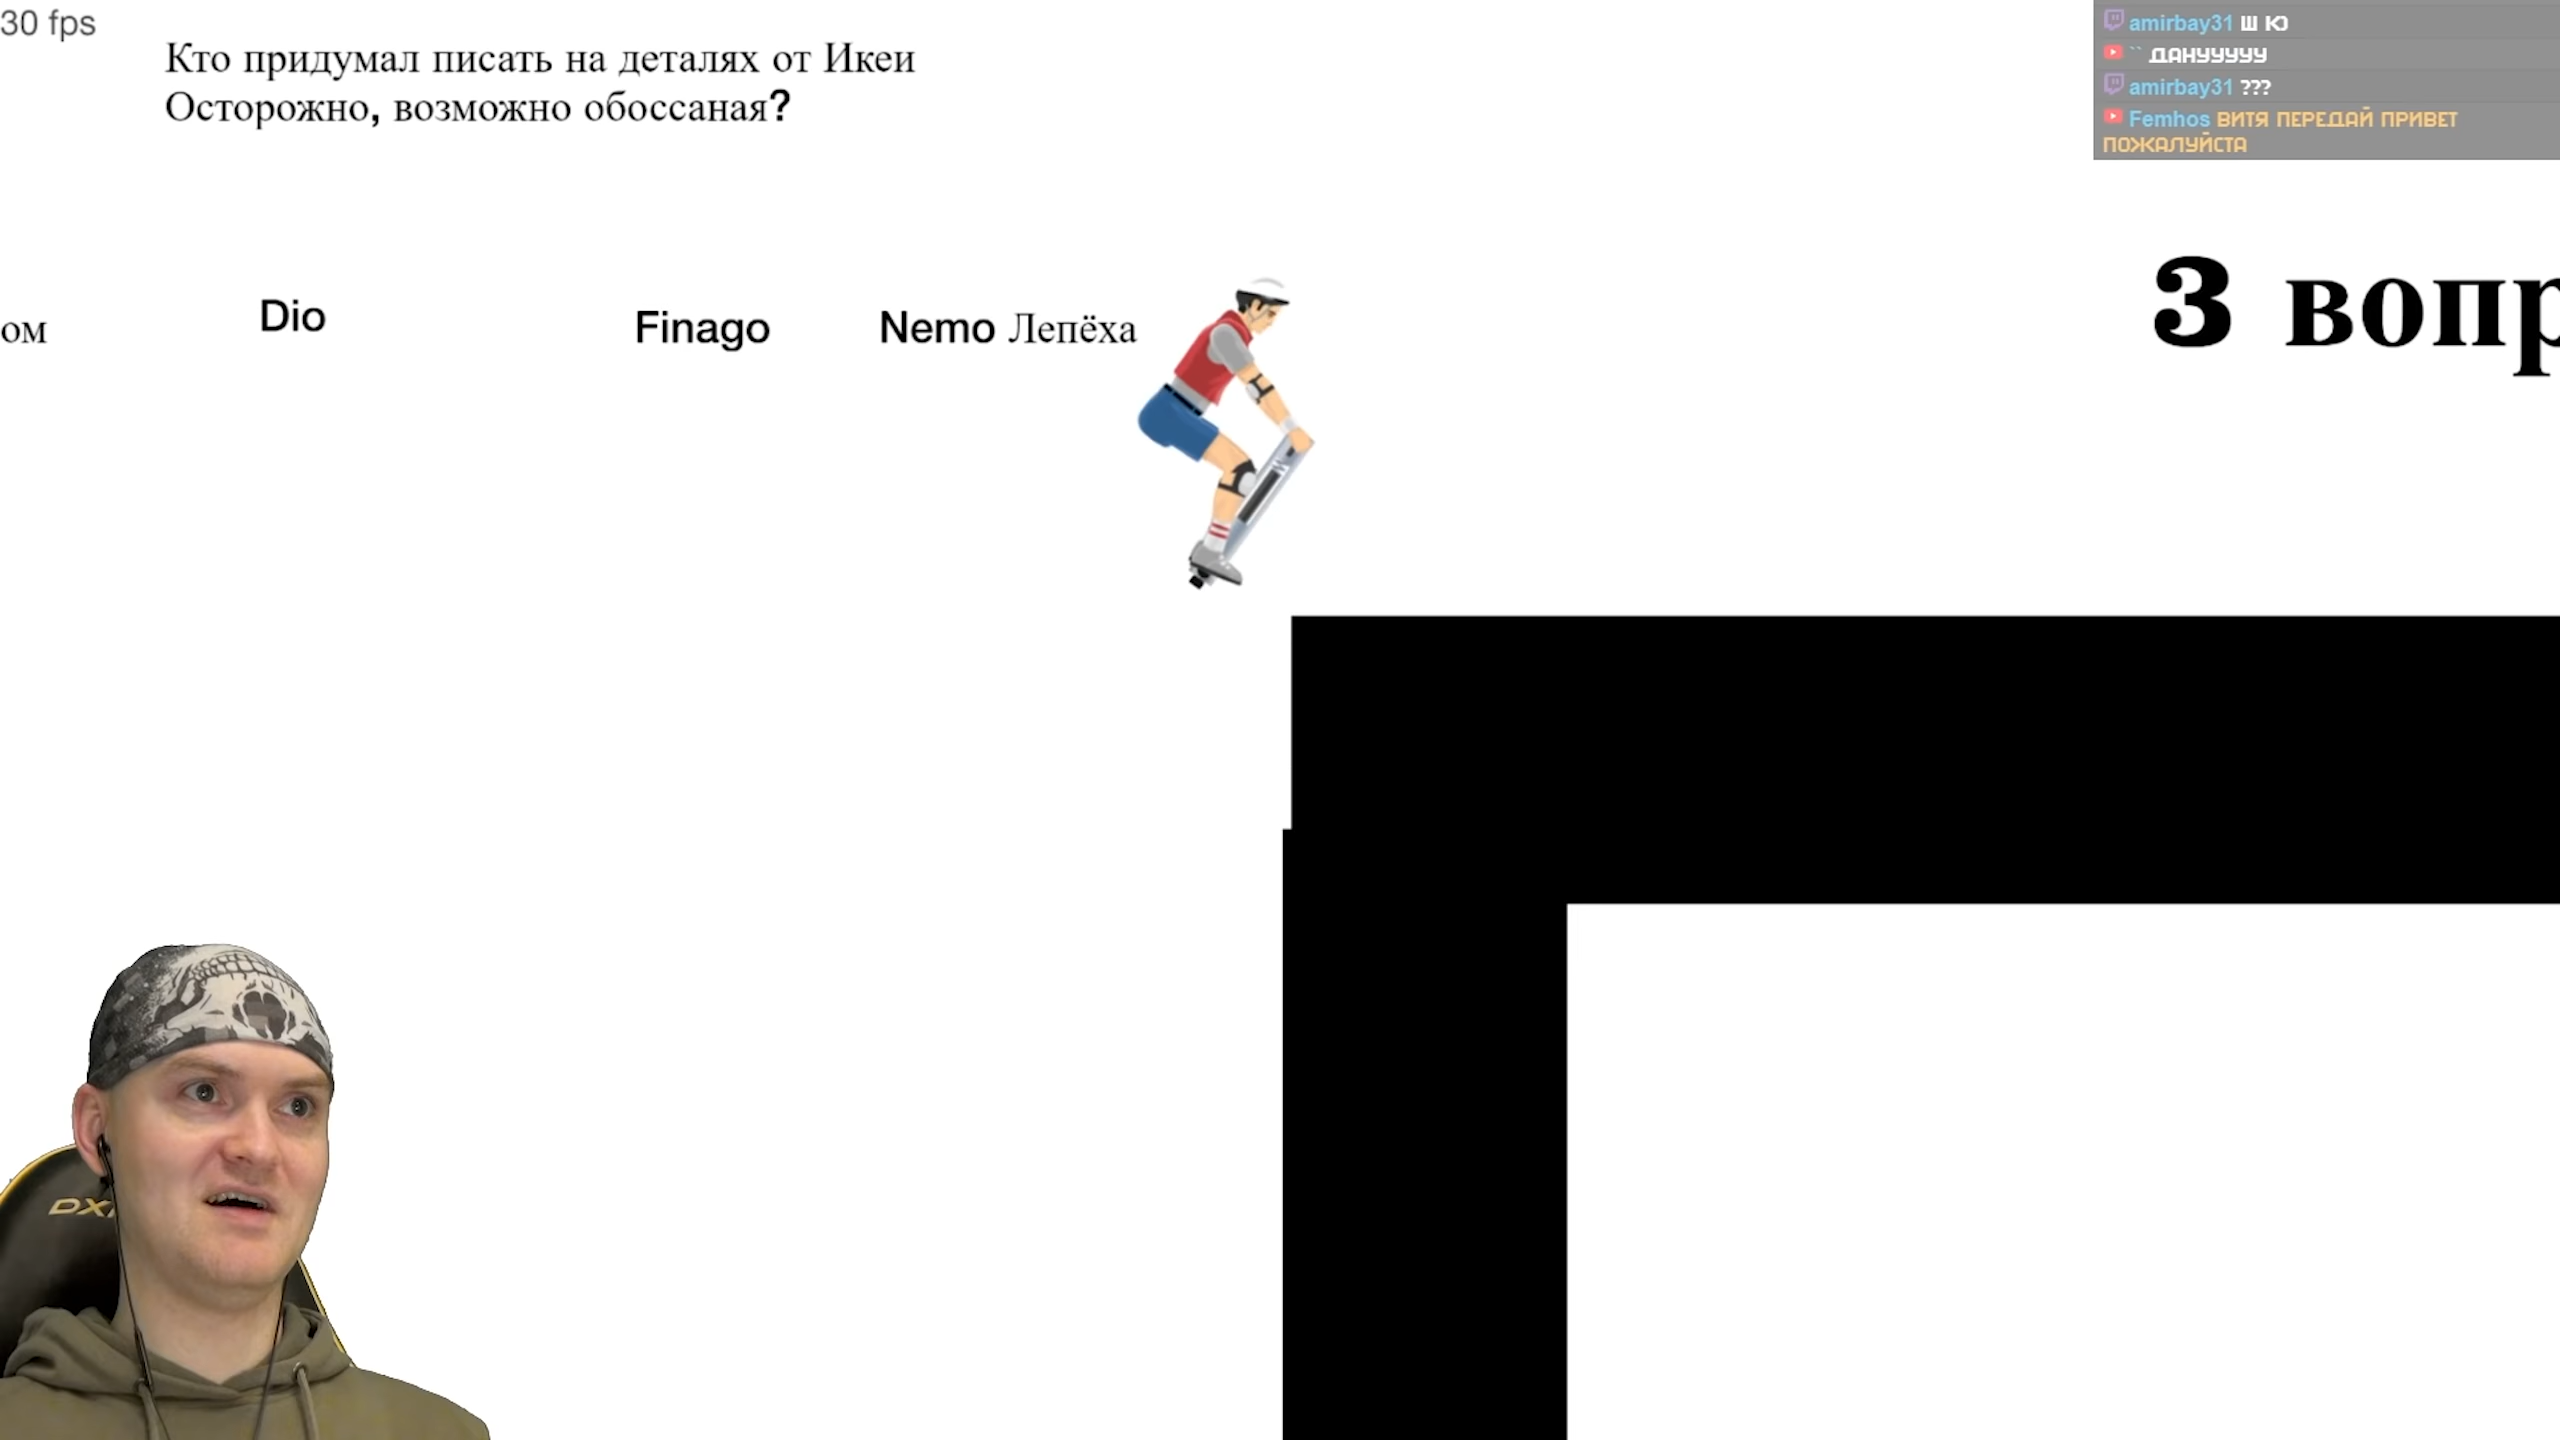 30 fps
Кто придумал писать на деталях от Икеи
Осторожно, возможно обоссаная?
amirbay31 Ш Ю
`` ДАНУУУУУ
amirbay31 ???
Femhos ВИТЯ ПЕРЕДАЙ ПРИВЕТ
ПОЖАЛУЙСТА
3 вопр
ом Dio Finago Nemo Лепёха
DX